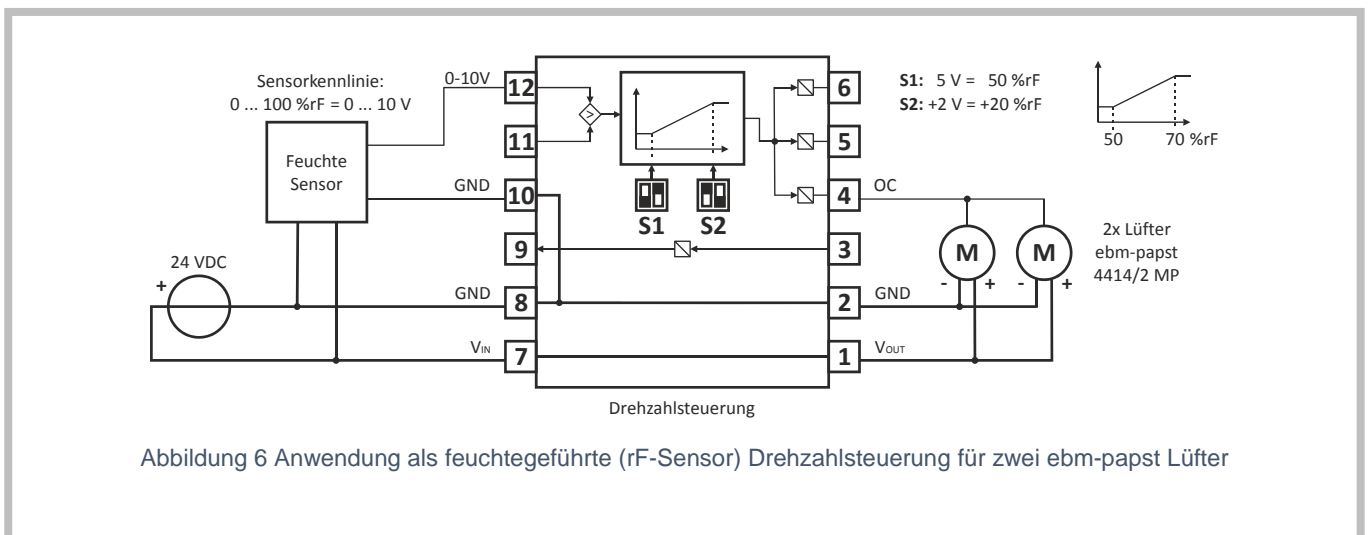 Sensorkennlinie:
0 ... 100 %rF = 0 ... 10 V
0-10V
Feuchte
Sensor
GND
24 VDC
+
GND
VIN
12
11
10
9
8
7
>
S1
S2
6
5
4
3
2
1
OC
GND
VOUT
S1: 5 V = 50 %rF
S2: +2 V = +20 %rF
50 70 %rF
M M
- + - +
2x Lüfter
ebm-papst
4414/2 MP
Drehzahlsteuerung
Abbildung 6 Anwendung als feuchtegeführte (rF-Sensor) Drehzahlsteuerung für zwei ebm-papst Lüfter